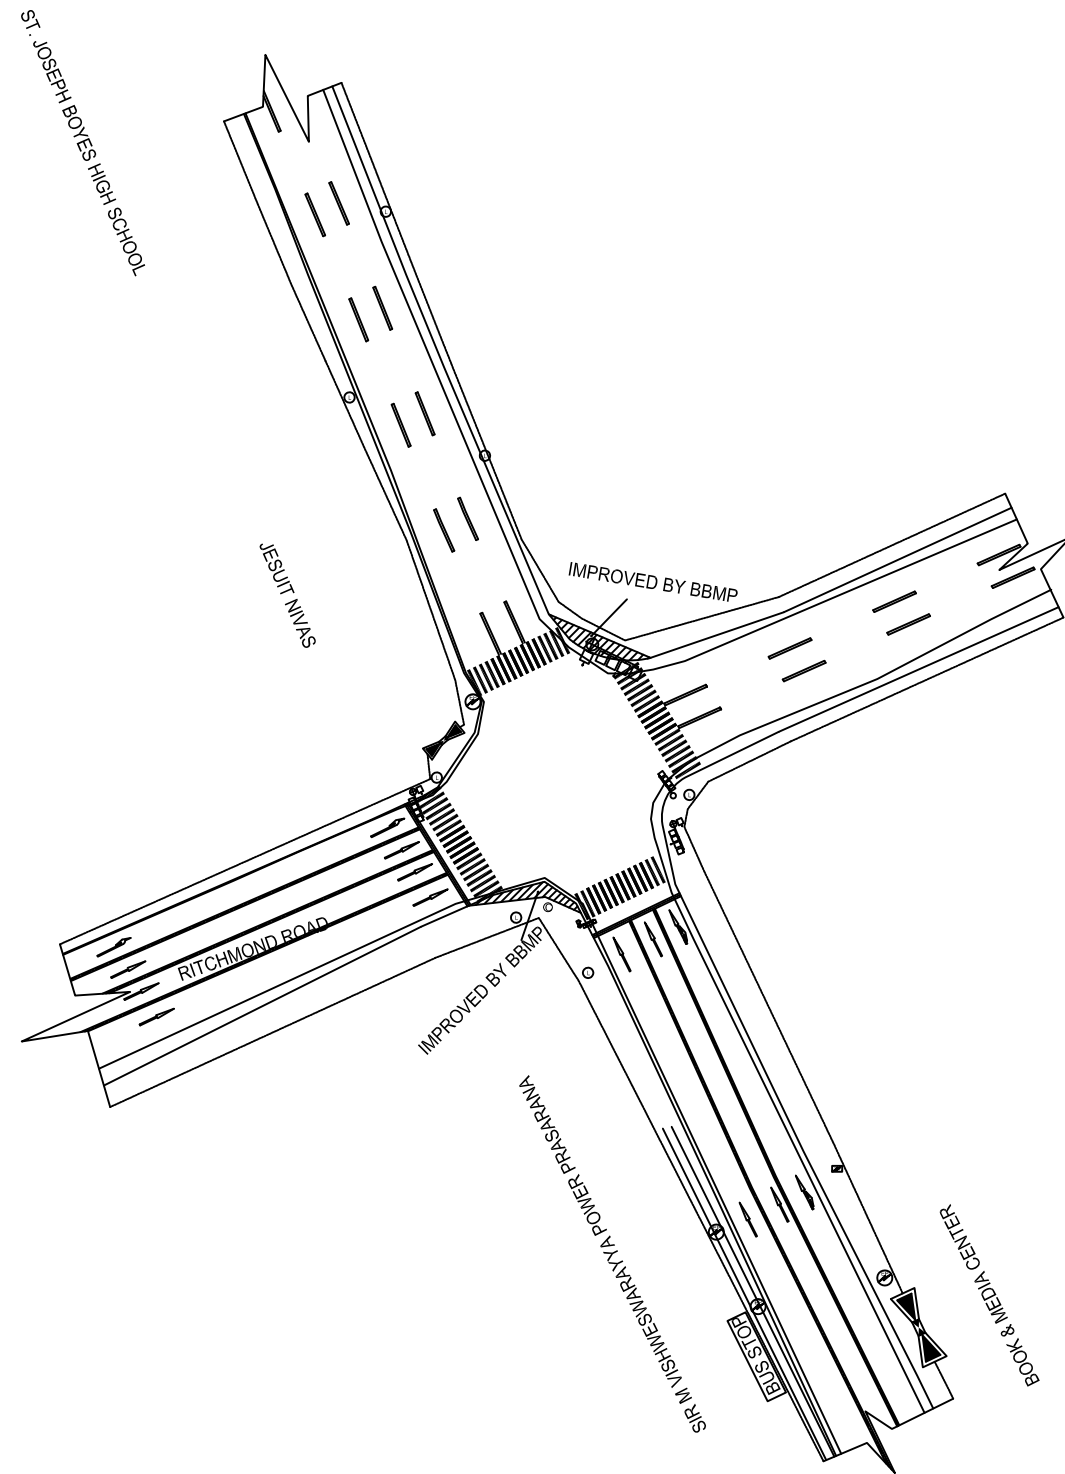 ST. JOSEPH BOYES HIGH SCHOOL
JESUIT NIVAS
IMPROVED BY BBMP
RITCHMOND ROAD
IMPROVED BY BBMP
SIR M VISHWESWARAYYA POWER PRASARANA
BUS STOP
BOOK & MEDIA CENTER